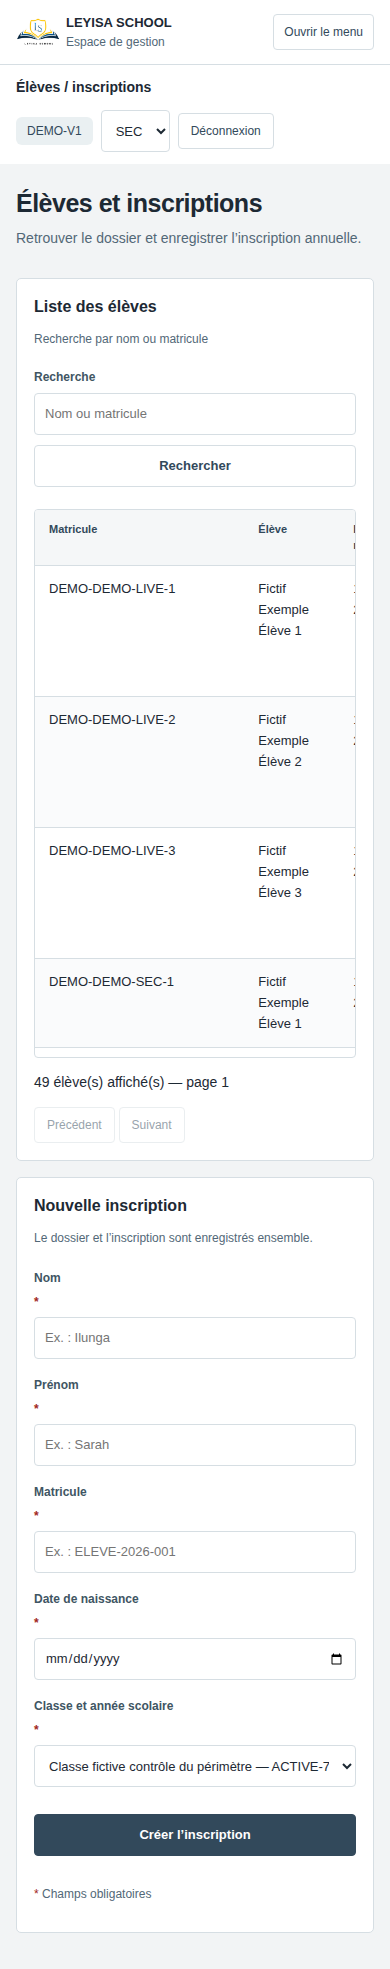 LEYISA SCHOOL
Espace de gestion
Ouvrir le menu
Élèves / inscriptions
DEMO-V1
SEC
Déconnexion
Élèves et inscriptions
Retrouver le dossier et enregistrer l’inscription annuelle.
Liste des élèves
Recherche par nom ou matricule
Recherche
Nom ou matricule
Rechercher
Matricule Élève
DEMO-DEMO-LIVE-1 Fictif
Exemple
Élève 1
DEMO-DEMO-LIVE-2 Fictif
Exemple
Élève 2
DEMO-DEMO-LIVE-3 Fictif
Exemple
Élève 3
DEMO-DEMO-SEC-1 Fictif
Exemple
Élève 1
49 élève(s) affiché(s) — page 1
Précédent Suivant
Nouvelle inscription
Le dossier et l’inscription sont enregistrés ensemble.
Nom
*
Ex. : Ilunga
Prénom
*
Ex. : Sarah
Matricule
*
Ex. : ELEVE-2026-001
Date de naissance
*
mm/dd/yyyy
Classe et année scolaire
*
Classe fictive contrôle du périmètre — ACTIVE-7
Créer l’inscription
* Champs obligatoires